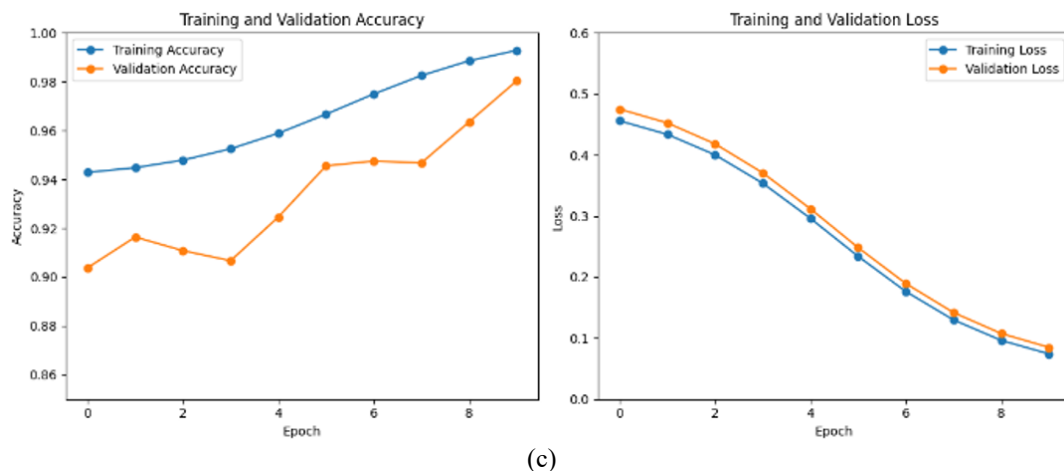 Training and Validation Accuracy
Training Accuracy
Validation Accuracy
1.00
0.98
0.96
0.94
0.92
0.90
0.88
0.86
Accuracy
0 2 4 6 8
Epoch
Training and Validation Loss
Training Loss
Validation Loss
0.6
0.5
0.4
0.3
0.2
0.1
0.0
Loss
0 2 4 6 8
Epoch
(c)